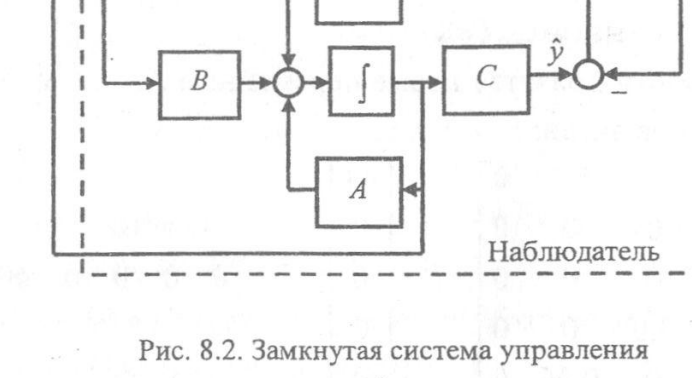 ŷ
B
∫
C
–
A
Наблюдатель
Рис. 8.2. Замкнутая система управления